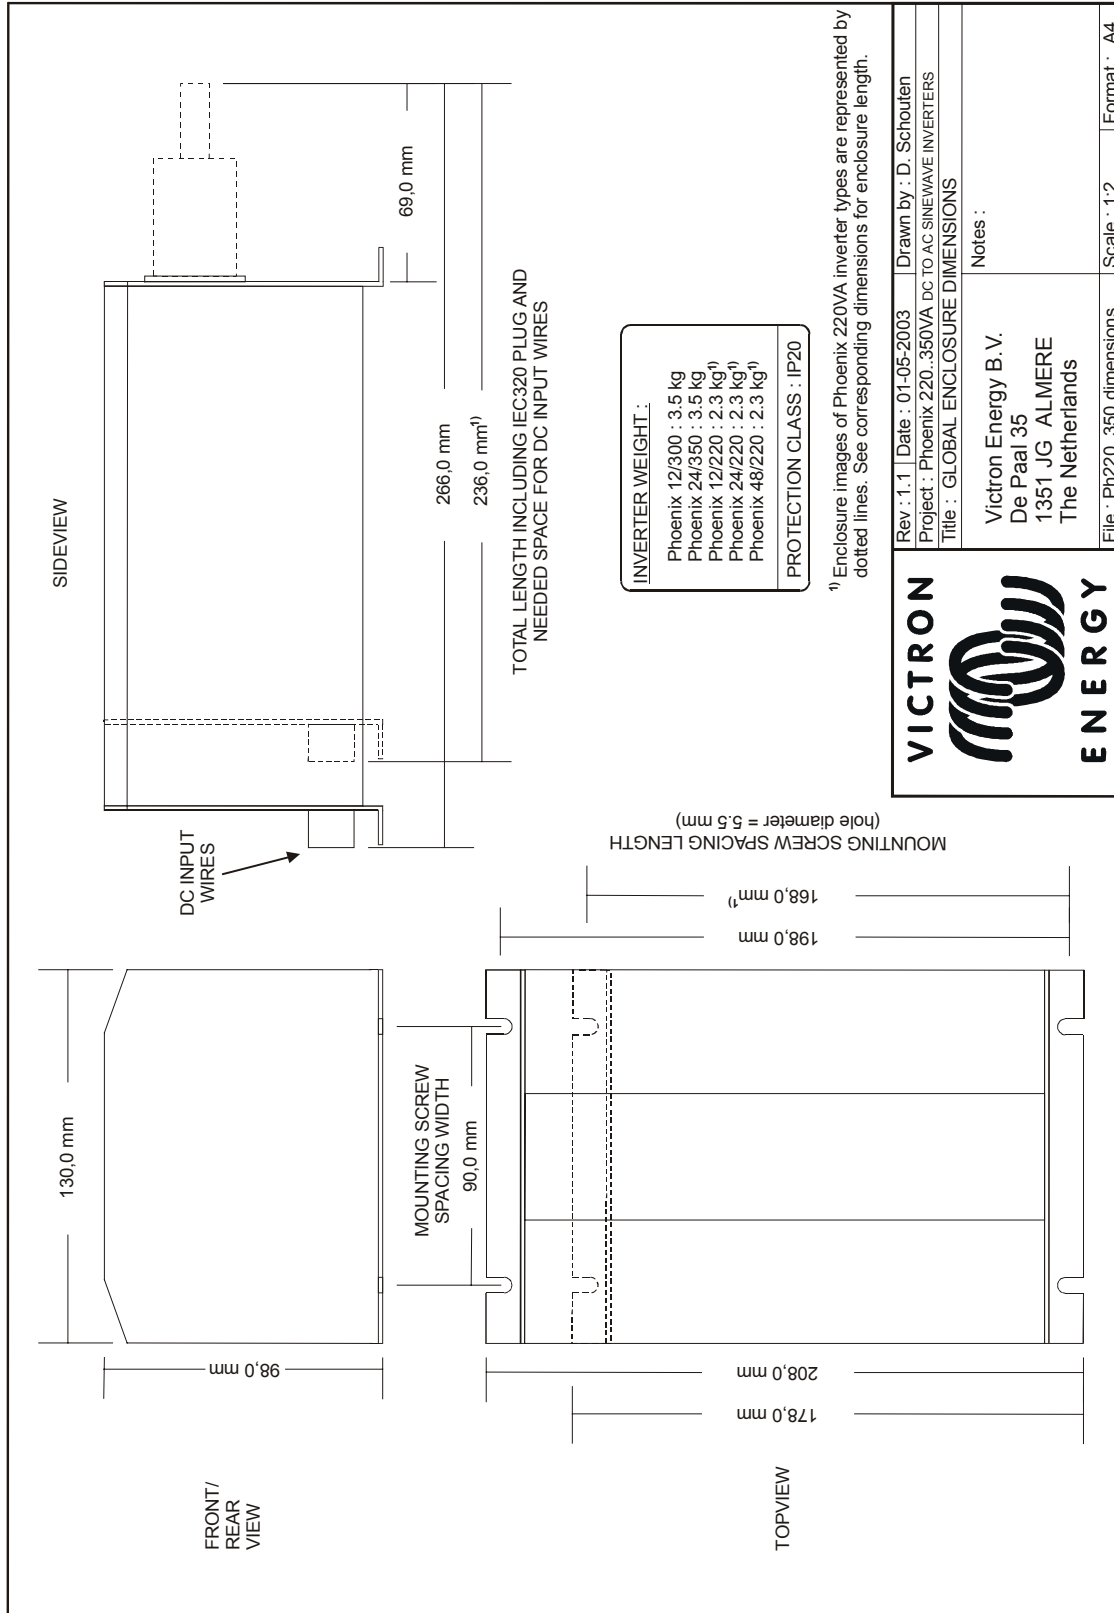 FRONT/
REAR
VIEW
98,0 mm
130,0 mm
MOUNTING SCREW
SPACING WIDTH
90,0 mm
SIDEVIEW
DC INPUT
WIRES
69,0 mm
266,0 mm
236,0 mm¹⁾
TOTAL LENGTH INCLUDING IEC320 PLUG AND
NEEDED SPACE FOR DC INPUT WIRES
TOPVIEW
178,0 mm
208,0 mm
198,0 mm
168,0 mm¹⁾
MOUNTING SCREW SPACING LENGTH
(hole diameter = 5.5 mm)
INVERTER WEIGHT :
Phoenix 12/300 : 3.5 kg
Phoenix 24/350 : 3.5 kg
Phoenix 12/220 : 2.3 kg¹⁾
Phoenix 24/220 : 2.3 kg¹⁾
Phoenix 48/220 : 2.3 kg¹⁾
PROTECTION CLASS : IP20
¹⁾ Enclosure images of Phoenix 220VA inverter types are represented by
dotted lines. See corresponding dimensions for enclosure length.
VICTRON
ENERGY
Rev : 1.1 Date : 01-05-2003 Drawn by : D. Schouten
Project : Phoenix 220..350VA DC TO AC SINEWAVE INVERTERS
Title : GLOBAL ENCLOSURE DIMENSIONS
Victron Energy B.V.
De Paal 35
1351 JG ALMERE
The Netherlands
Notes :
File : Ph220_350 dimensions Scale : 1:2 Format : A4